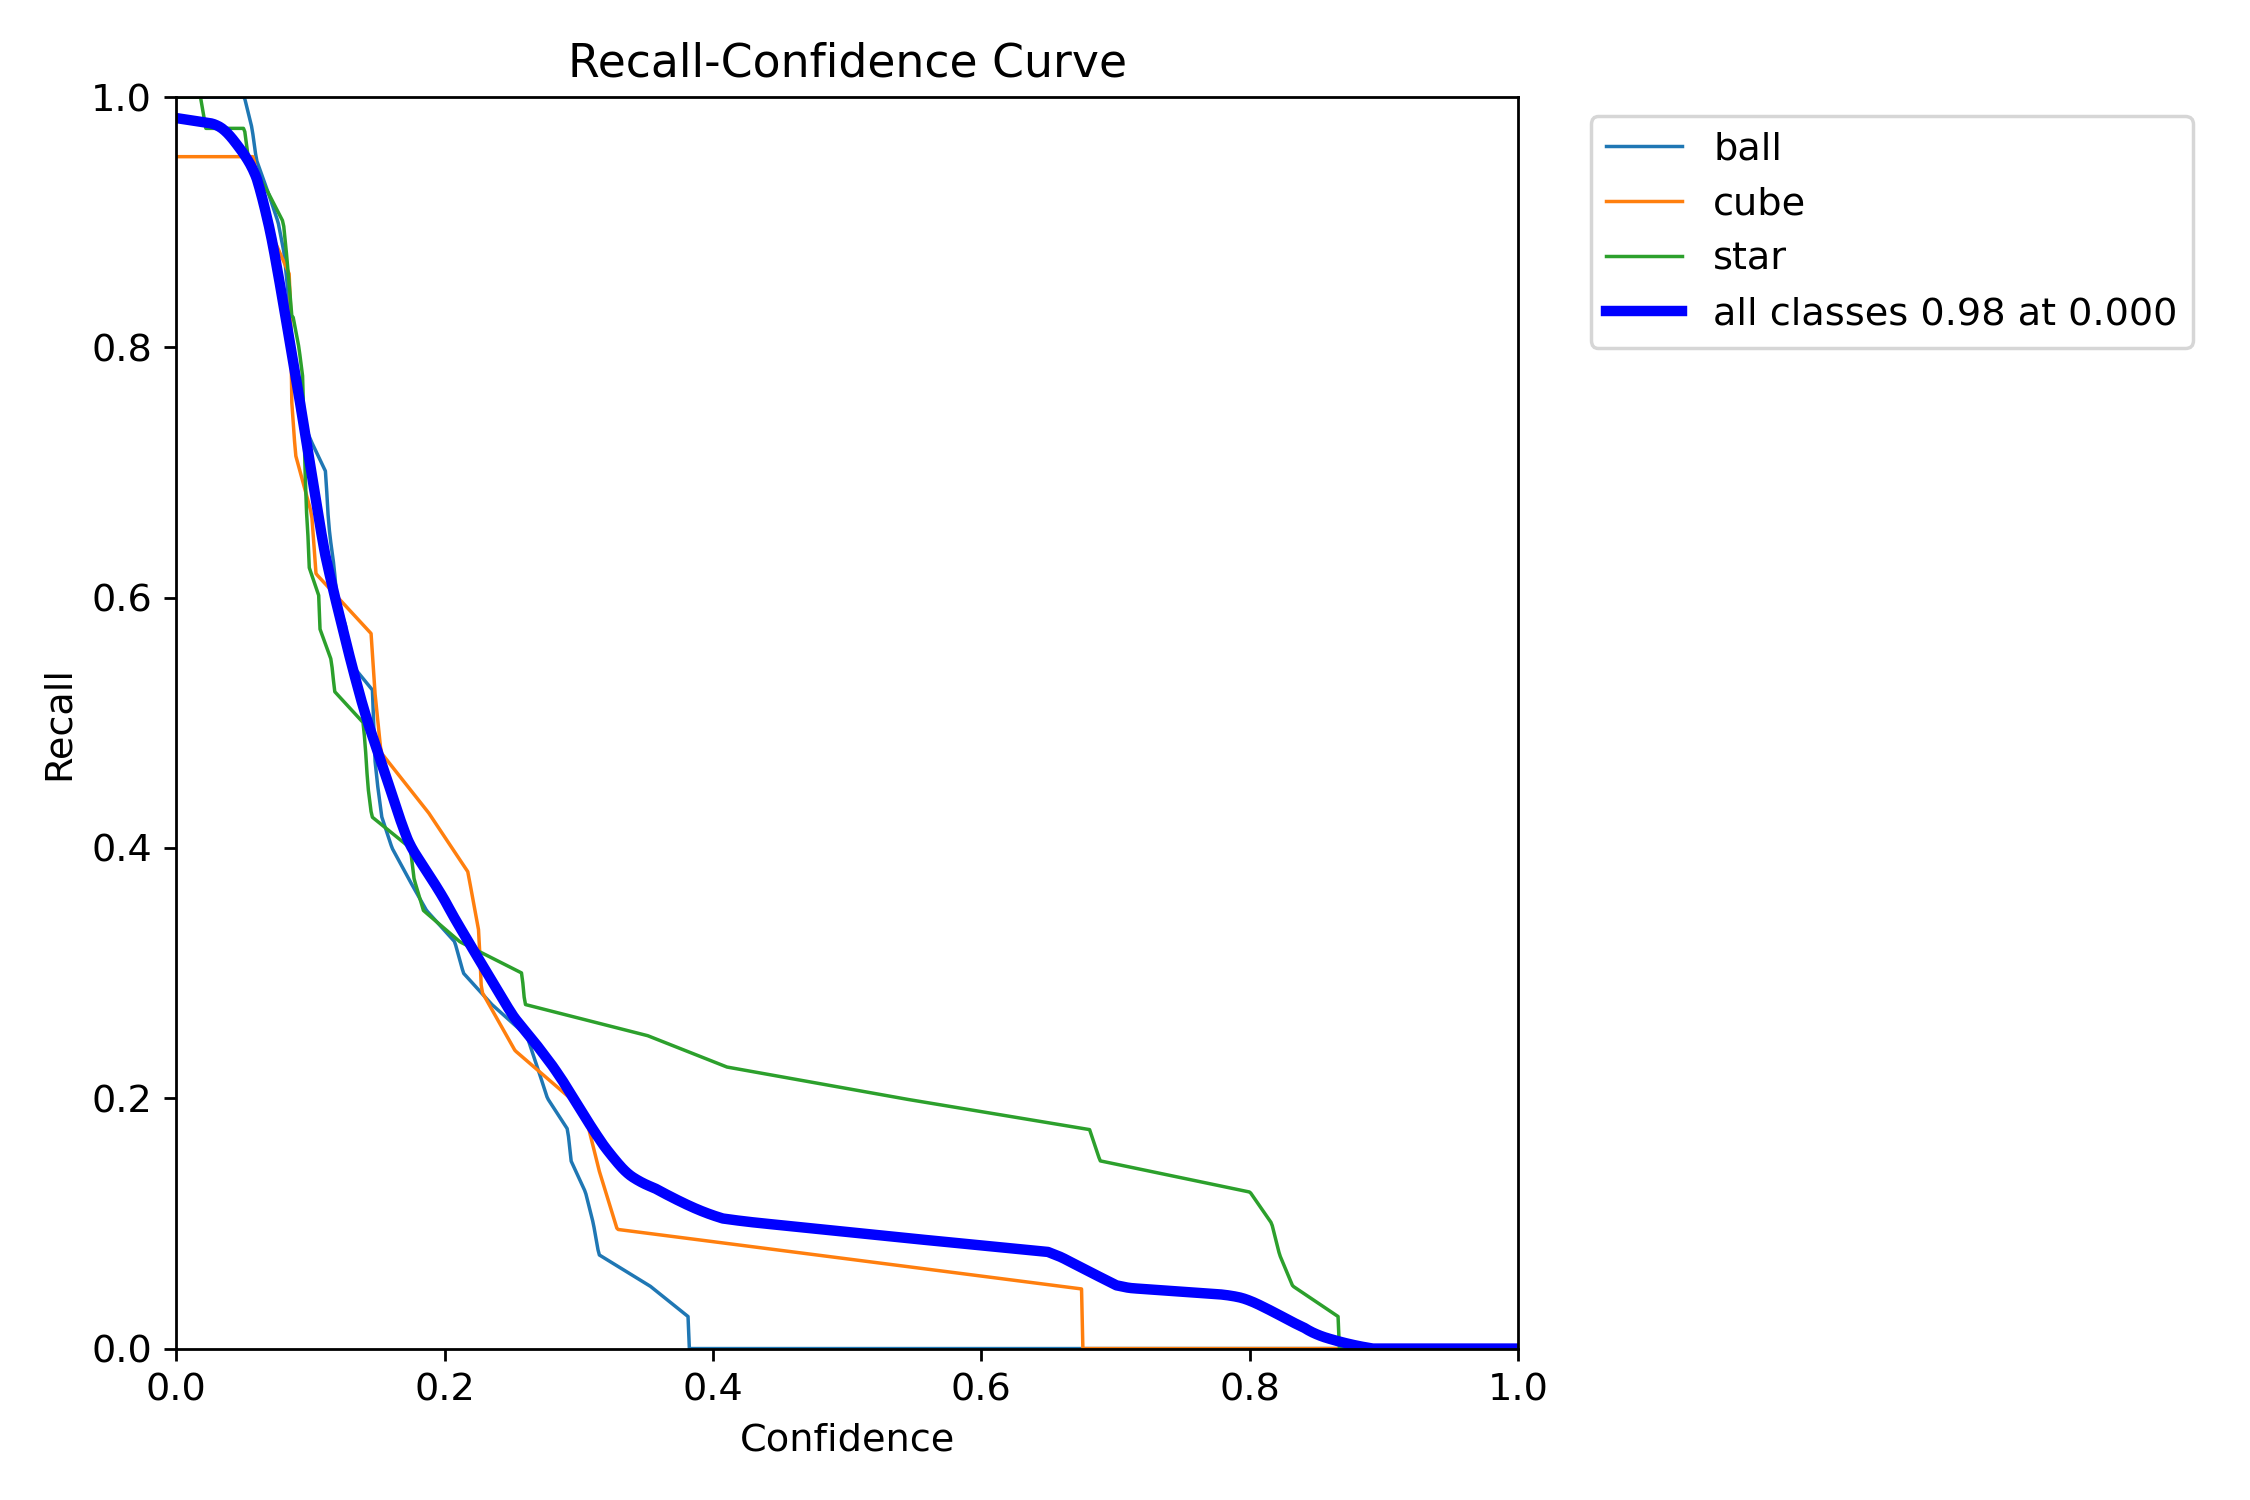 Recall-Confidence Curve
1.0
0.8
0.6
0.4
0.2
0.0
Recall
0.0 0.2 0.4 0.6 0.8 1.0
Confidence
ball
cube
star
all classes 0.98 at 0.000